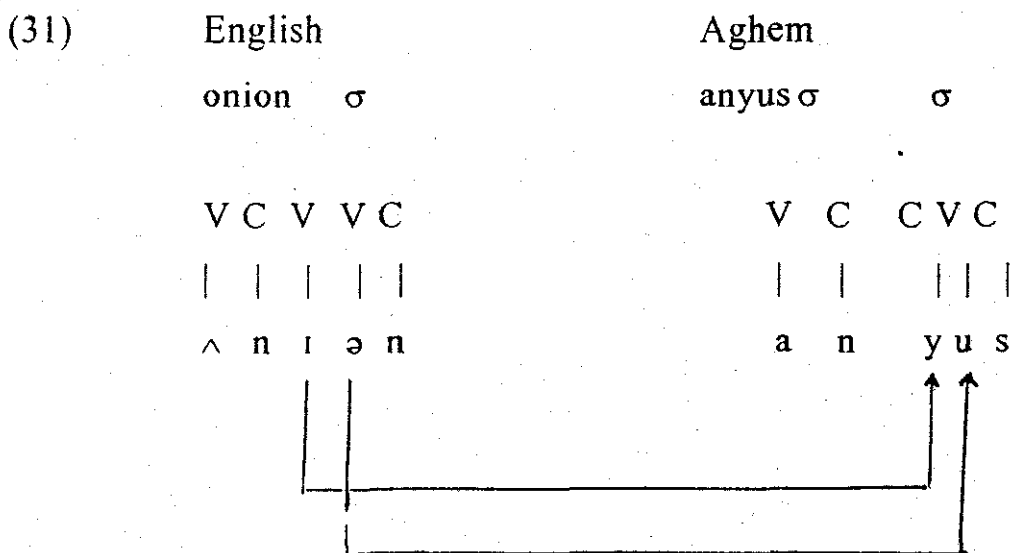 (31) English Aghem
onion σ anyus σ σ
V C V V C V C C V C
| | | | | | | | | |
ʌ n ɪ ə n a n y u s